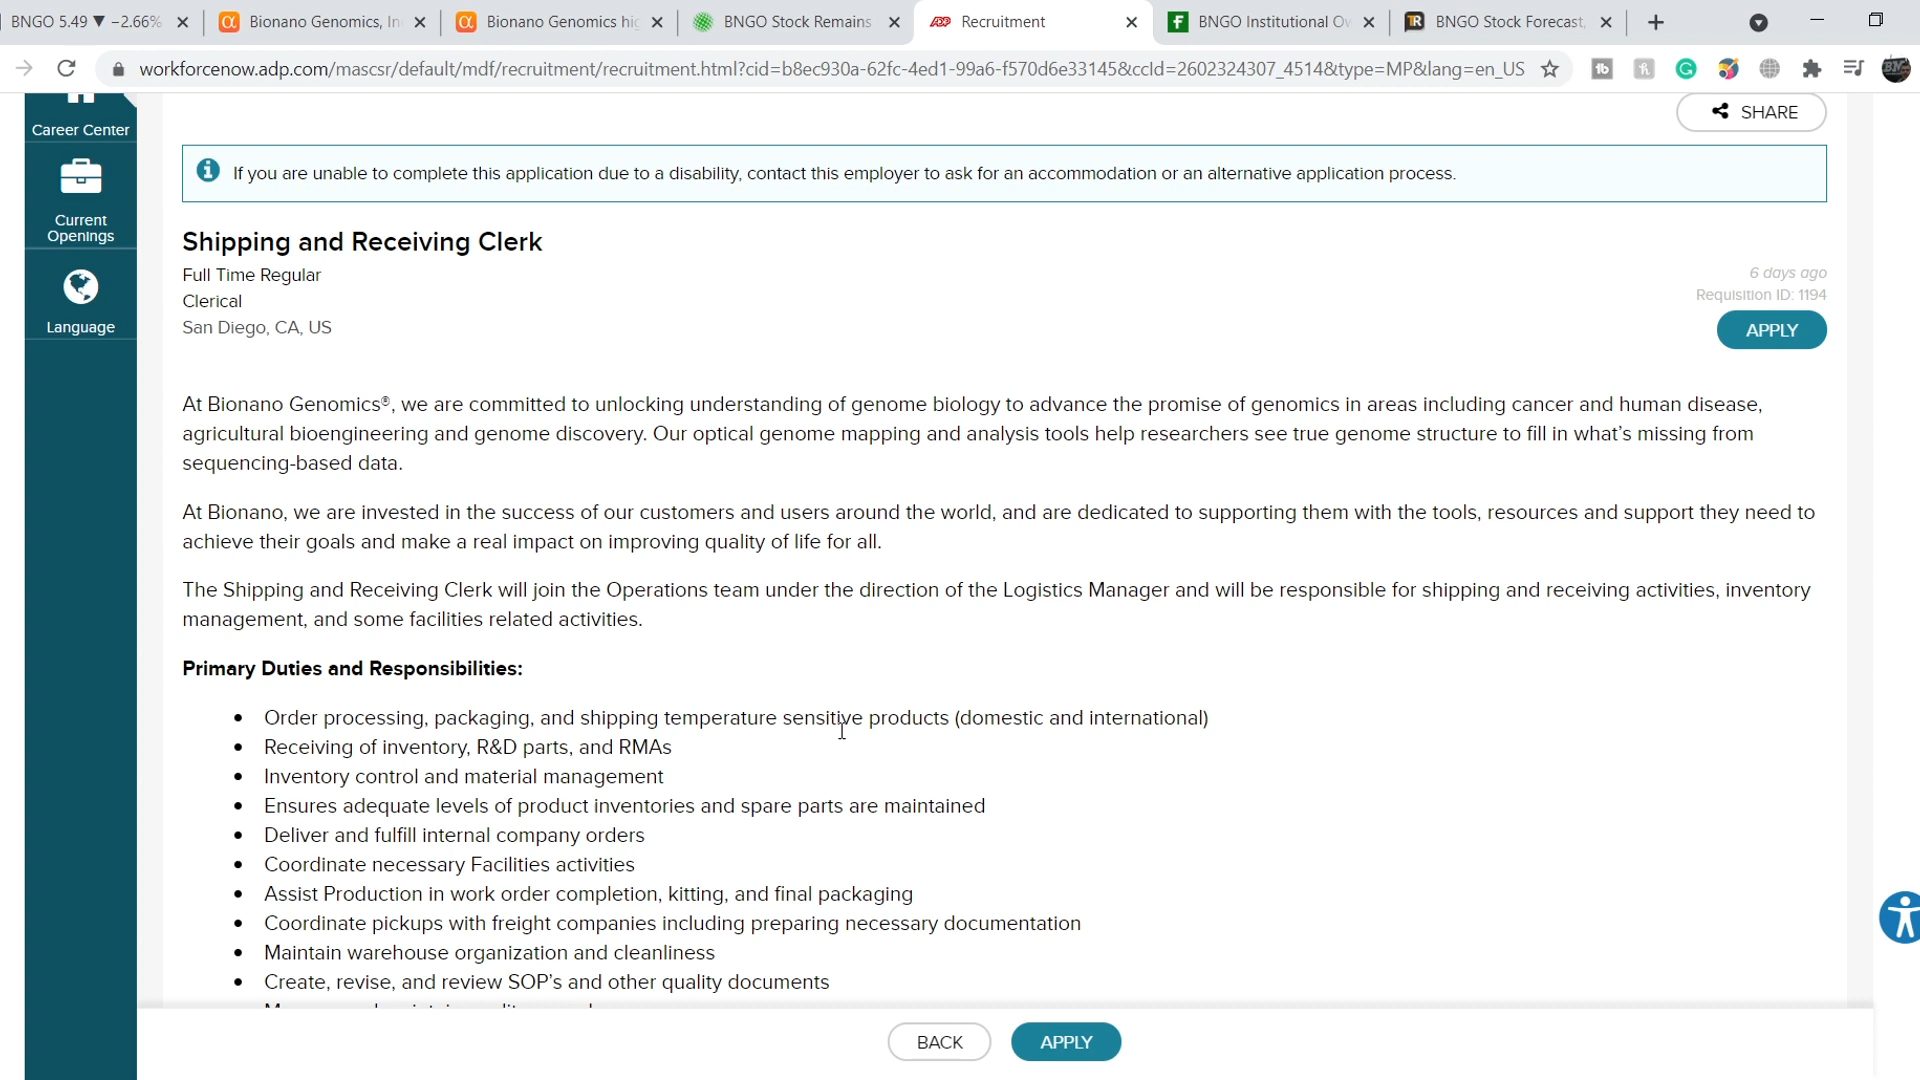 BNGO 5.49 ▼ −2.66%
Bionano Genomics, In
Bionano Genomics hig
BNGO Stock Remains
ADP Recruitment
BNGO Institutional Ow
TR BNGO Stock Forecast,
workforcenow.adp.com/mascsr/default/mdf/recruitment/recruitment.html?cid=b8ec930a-62fc-4ed1-99a6-f570d6e33145&ccId=2602324307_4514&type=MP&lang=en_US
Career Center
SHARE
If you are unable to complete this application due to a disability, contact this employer to ask for an accommodation or an alternative application process.
Current
Openings
Language
Shipping and Receiving Clerk
Full Time Regular
6 days ago
Clerical
Requisition ID: 1194
San Diego, CA, US
APPLY
At Bionano Genomics®, we are committed to unlocking understanding of genome biology to advance the promise of genomics in areas including cancer and human disease,
agricultural bioengineering and genome discovery. Our optical genome mapping and analysis tools help researchers see true genome structure to fill in what's missing from
sequencing-based data.
At Bionano, we are invested in the success of our customers and users around the world, and are dedicated to supporting them with the tools, resources and support they need to
achieve their goals and make a real impact on improving quality of life for all.
The Shipping and Receiving Clerk will join the Operations team under the direction of the Logistics Manager and will be responsible for shipping and receiving activities, inventory
management, and some facilities related activities.
Primary Duties and Responsibilities:
• Order processing, packaging, and shipping temperature sensitive products (domestic and international)
• Receiving of inventory, R&D parts, and RMAs
• Inventory control and material management
• Ensures adequate levels of product inventories and spare parts are maintained
• Deliver and fulfill internal company orders
• Coordinate necessary Facilities activities
• Assist Production in work order completion, kitting, and final packaging
• Coordinate pickups with freight companies including preparing necessary documentation
• Maintain warehouse organization and cleanliness
• Create, revise, and review SOP's and other quality documents
BACK
APPLY